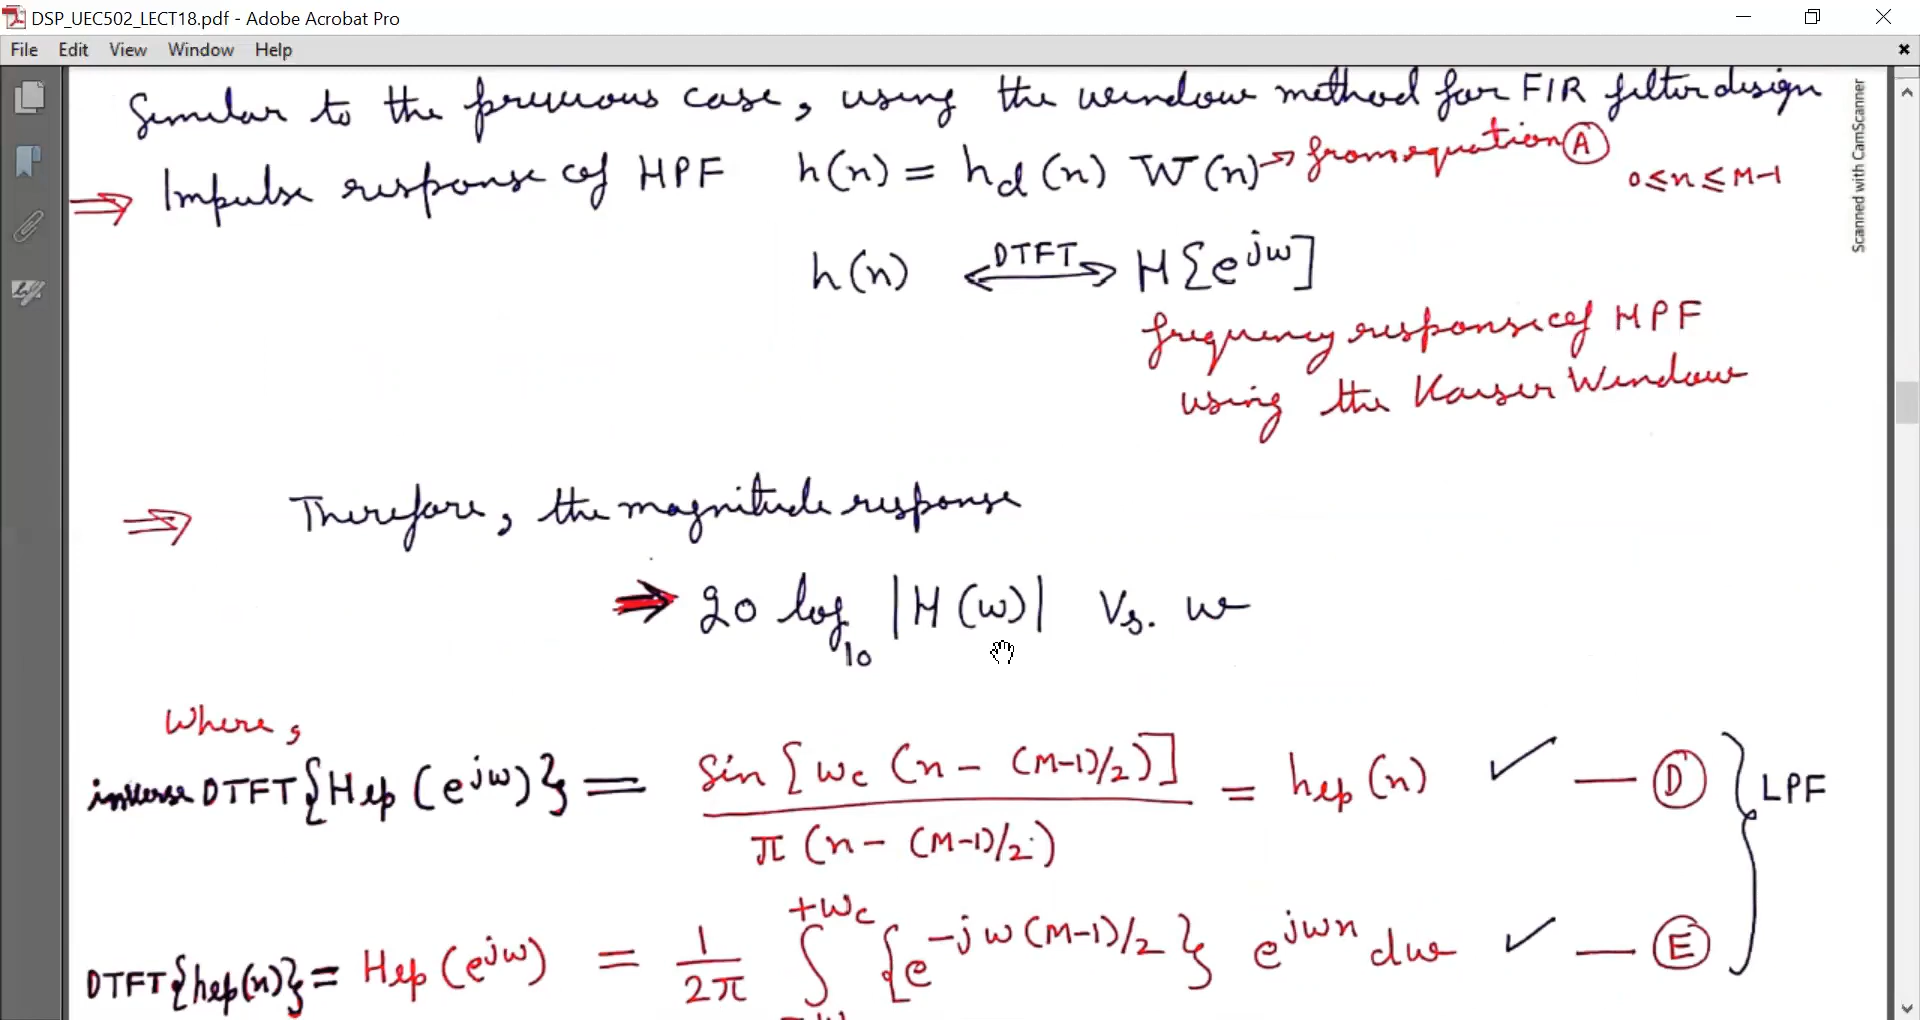 DSP_UEC502_LECT18.pdf - Adobe Acrobat Pro
File Edit View Window Help
Similar to the previous case, using the window method for FIR filter design
⇒ Impulse response of HPF h(n) = hd(n) W(n) → from equation (A) 0≤n≤M-1
h(n) <—DTFT—> H{e^jw]
frequency response of HPF
using the Kaiser Window
⇒ Therefore, the magnitude response
⇒ 20 log10 |H(w)| Vs. w
Where,
inverse DTFT{Hlp(e^jw)} = sin{wc(n-(M-1)/2)] / π(n-(M-1)/2) = hlp(n) ✓ — (D) } LPF
DTFT{hlp(n)} = Hlp(e^jw) = 1/2π ∫ +wc {e^-jw(M-1)/2} e^jwn dw ✓ — (E)
Scanned with CamScanner